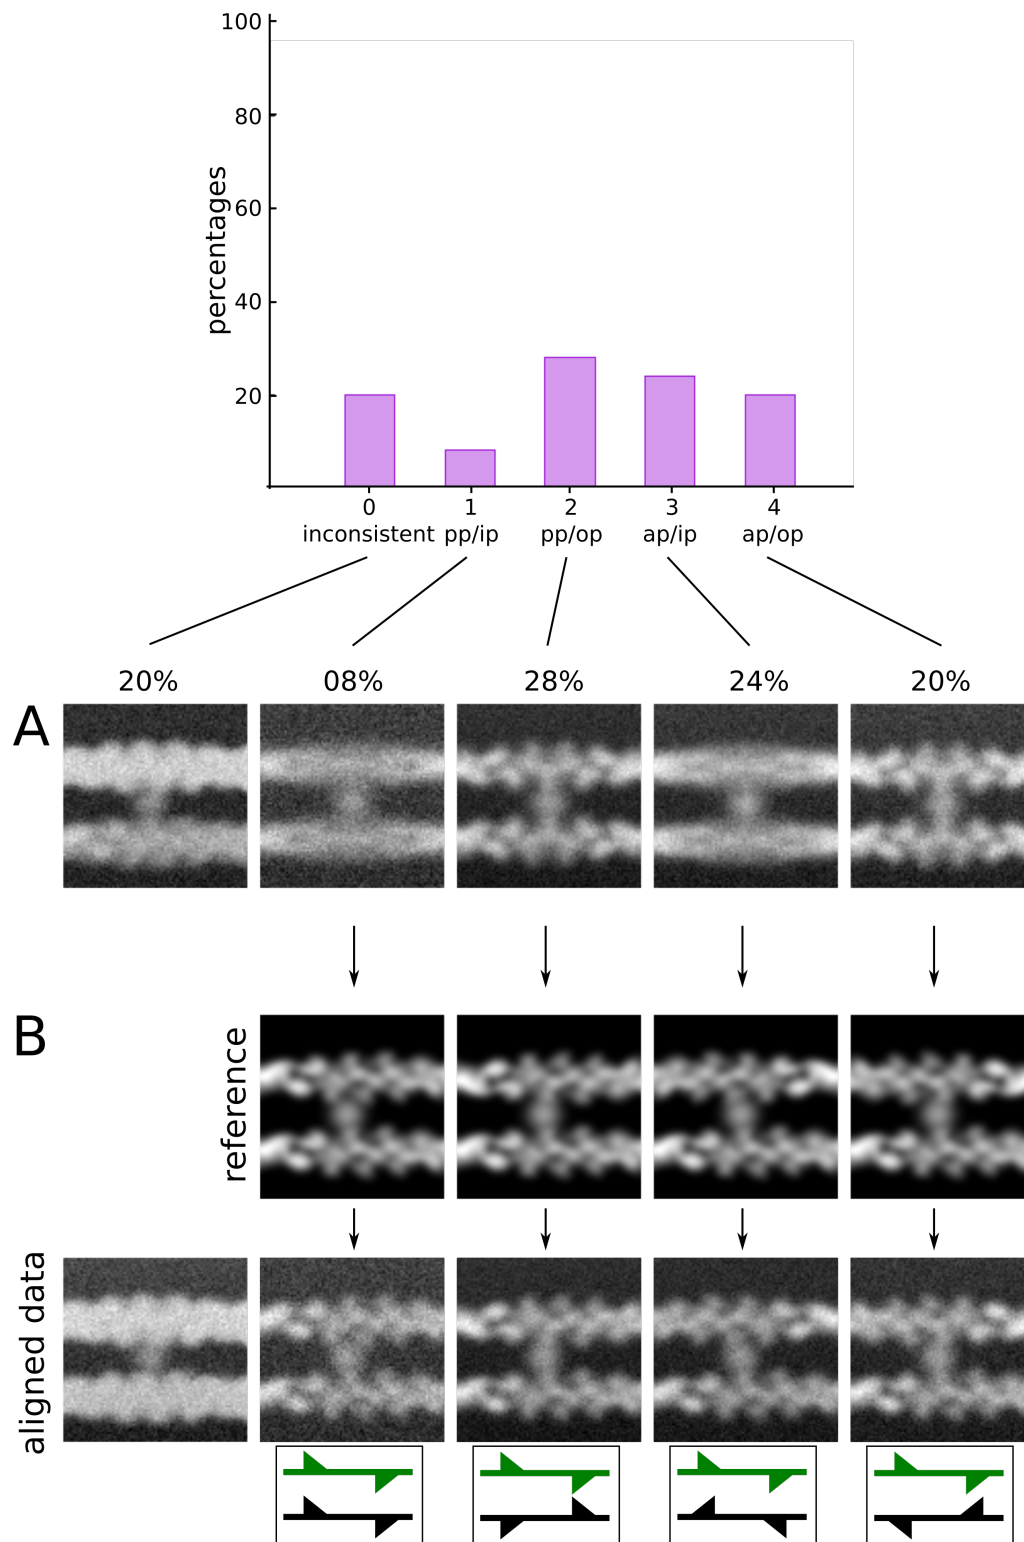 100
80
60
40
20
percentages
0 1 2 3 4
inconsistent pp/ip pp/op ap/ip ap/op
20% 08% 28% 24% 20%
A
B
reference
aligned data